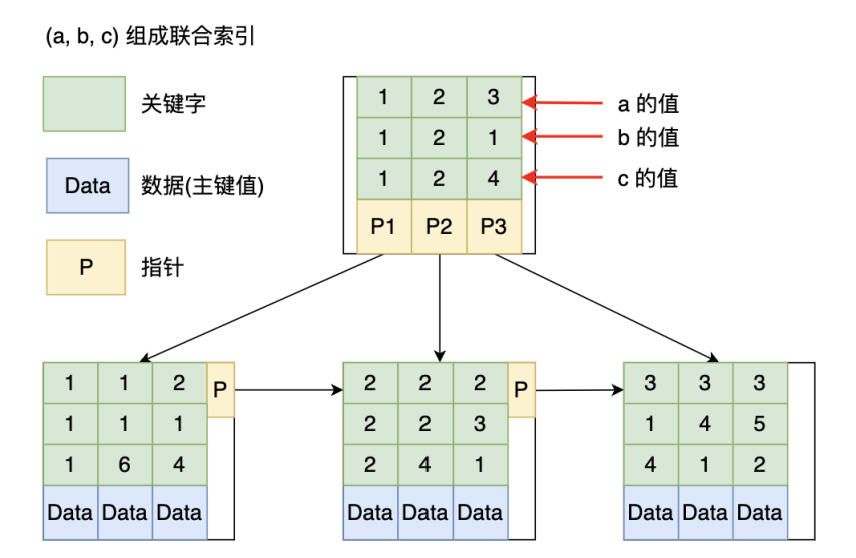 (a, b, c) 组成联合索引
关键字
Data 数据(主键值)
P 指针
1 2 3 a 的值
1 2 1 b 的值
1 2 4 c 的值
P1 P2 P3
1 1 2 P
1 1 1
1 6 4
Data Data Data
2 2 2 P
2 2 3
2 4 1
Data Data Data
3 3 3
1 4 5
4 1 2
Data Data Data